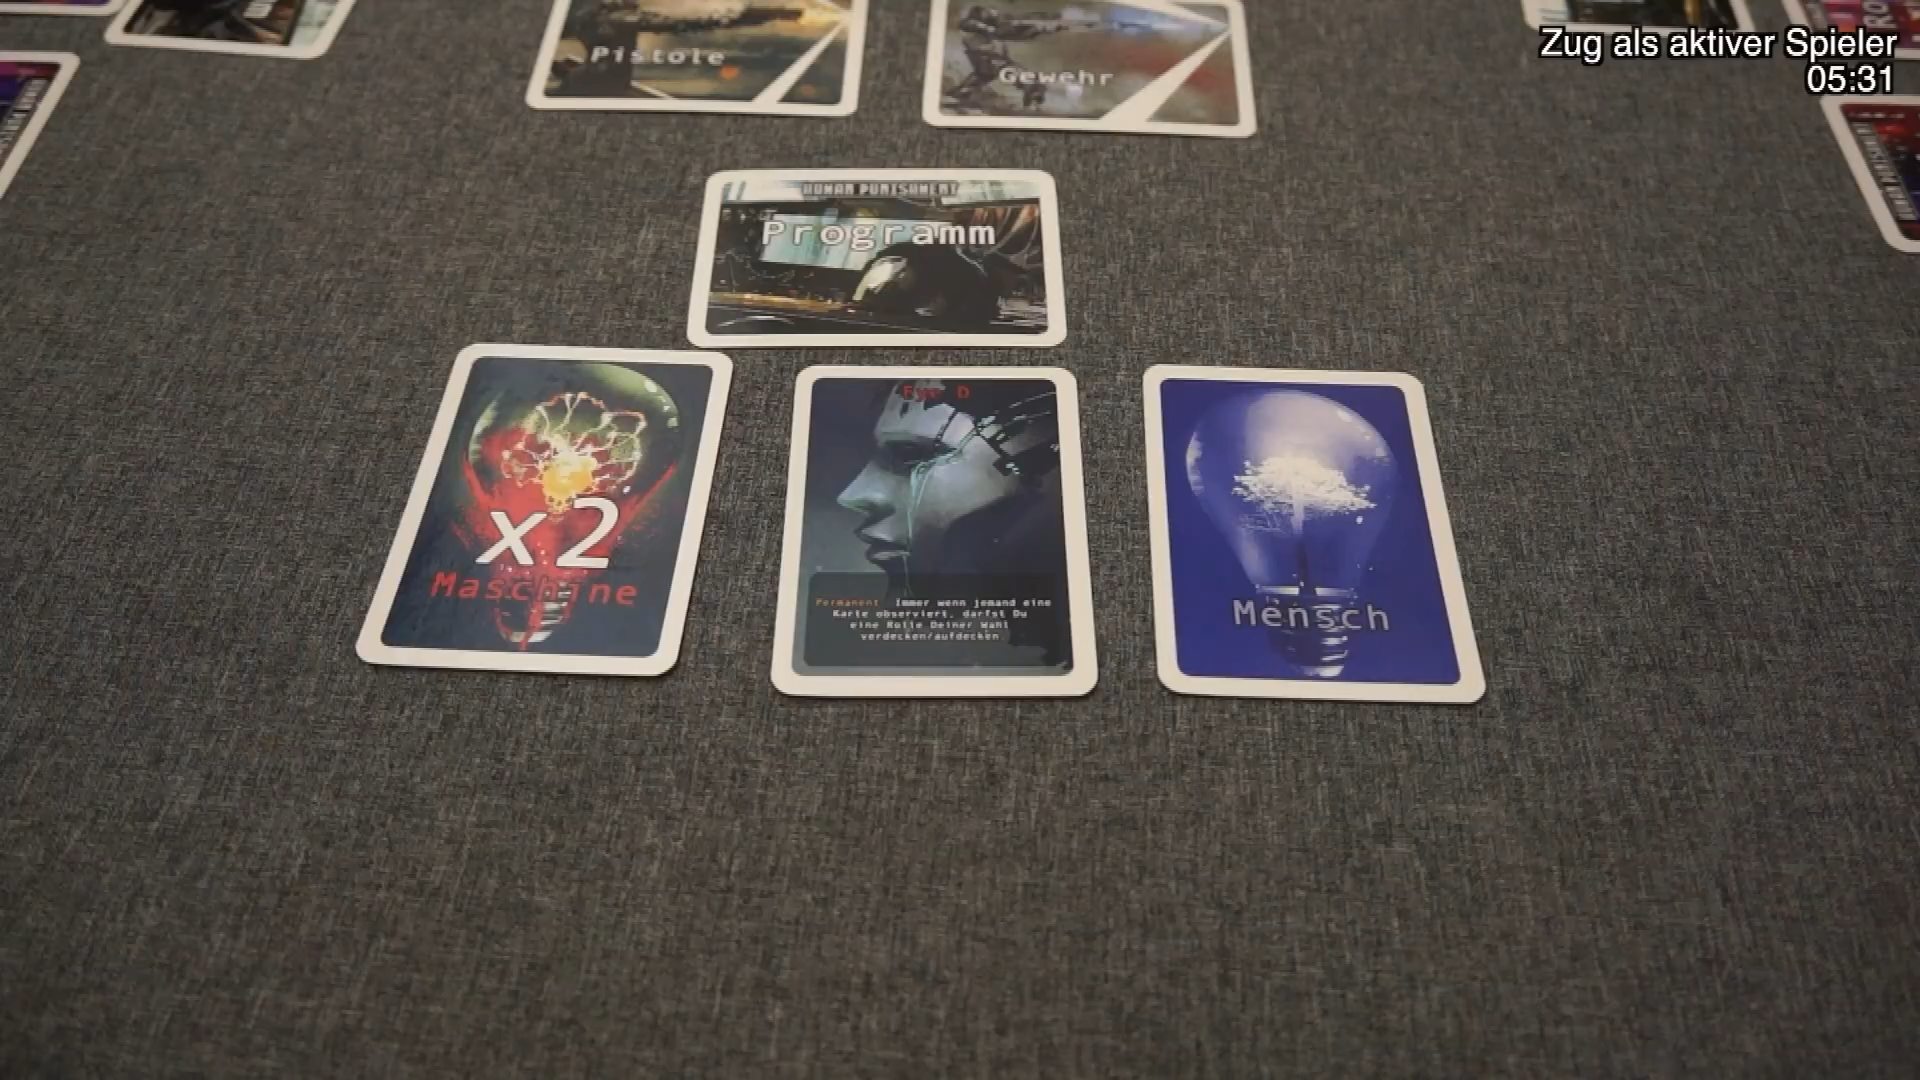 Zug als aktiver Spieler
05:31
Pistole
Gewehr
HUMAN PUNISHMENT
Programm
x2
Maschine
Eye D
Permanent Immer wenn jemand eine
Karte observiert, darfst Du
eine Rolle Deiner Wahl
verdecken/aufdecken
Mensch